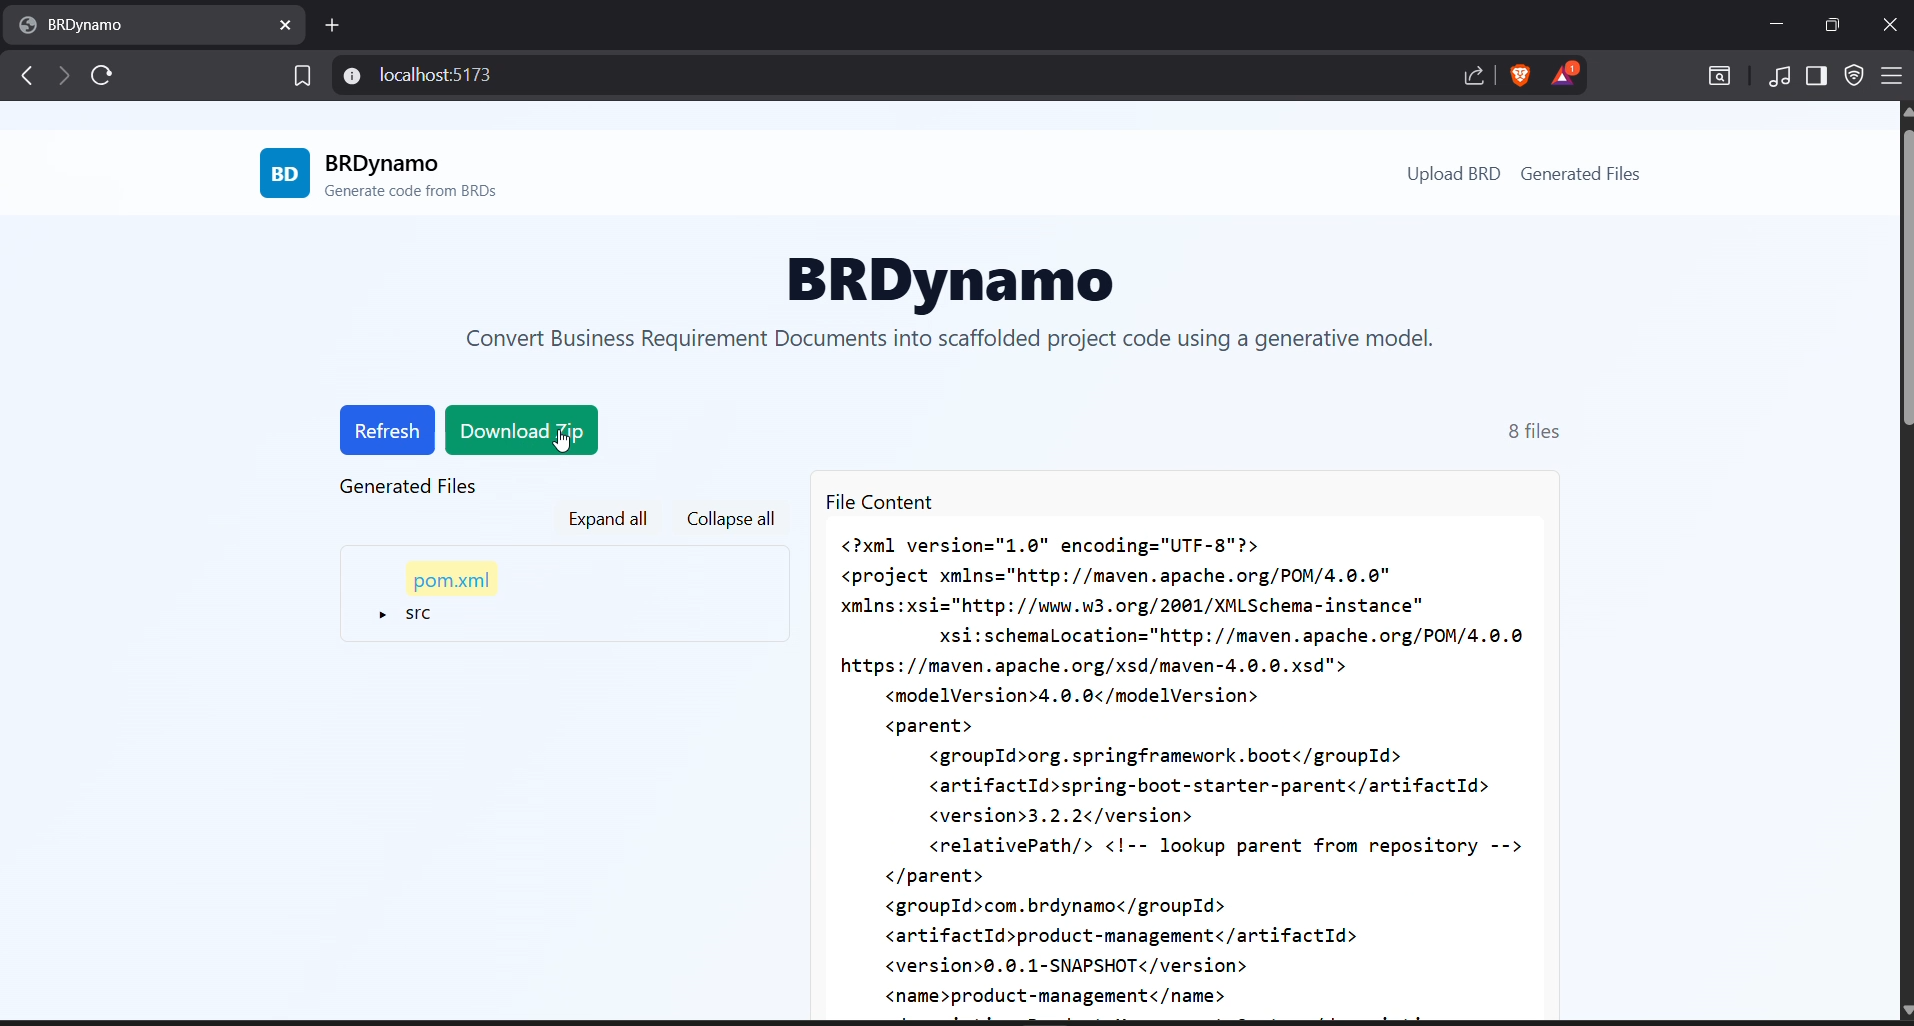 BRDynamo
localhost:5173
1
BD
BRDynamo
Generate code from BRDs
Upload BRD
Generated Files
BRDynamo
Convert Business Requirement Documents into scaffolded project code using a generative model.
Refresh
Download Zip
8 files
Generated Files
Expand all
Collapse all
pom.xml
src
File Content
<?xml version="1.0" encoding="UTF-8"?>
<project xmlns="http://maven.apache.org/POM/4.0.0"
xmlns:xsi="http://www.w3.org/2001/XMLSchema-instance"
xsi:schemaLocation="http://maven.apache.org/POM/4.0.0
https://maven.apache.org/xsd/maven-4.0.0.xsd">
<modelVersion>4.0.0</modelVersion>
<parent>
<groupId>org.springframework.boot</groupId>
<artifactId>spring-boot-starter-parent</artifactId>
<version>3.2.2</version>
<relativePath/> <!-- lookup parent from repository -->
</parent>
<groupId>com.brdynamo</groupId>
<artifactId>product-management</artifactId>
<version>0.0.1-SNAPSHOT</version>
<name>product-management</name>